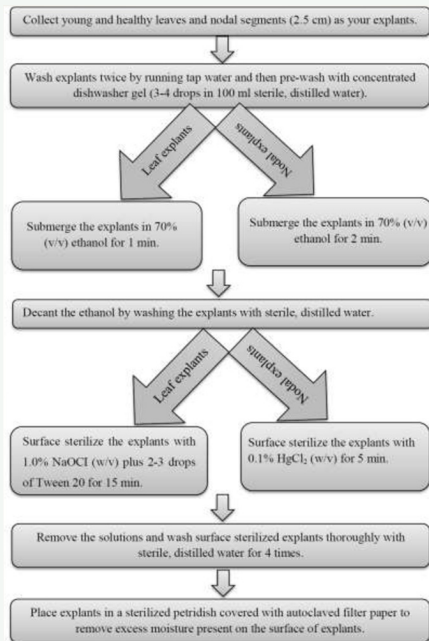 Collect young and healthy leaves and nodal segments (2.5 cm) as your explants.
Wash explants twice by running tap water and then pre-wash with concentrated
dishwasher gel (3-4 drops in 100 ml sterile, distilled water).
Leaf explants
Nodal explants
Submerge the explants in 70%
(v/v) ethanol for 1 min.
Submerge the explants in 70% (v/v)
ethanol for 2 min.
Decant the ethanol by washing the explants with sterile, distilled water.
Leaf explants
Nodal explants
Surface sterilize the explants with
1.0% NaOCl (w/v) plus 2-3 drops
of Tween 20 for 15 min.
Surface sterilize the explants with
0.1% HgCl₂ (w/v) for 5 min.
Remove the solutions and wash surface sterilized explants thoroughly with
sterile, distilled water for 4 times.
Place explants in a sterilized petridish covered with autoclaved filter paper to
remove excess moisture present on the surface of explants.